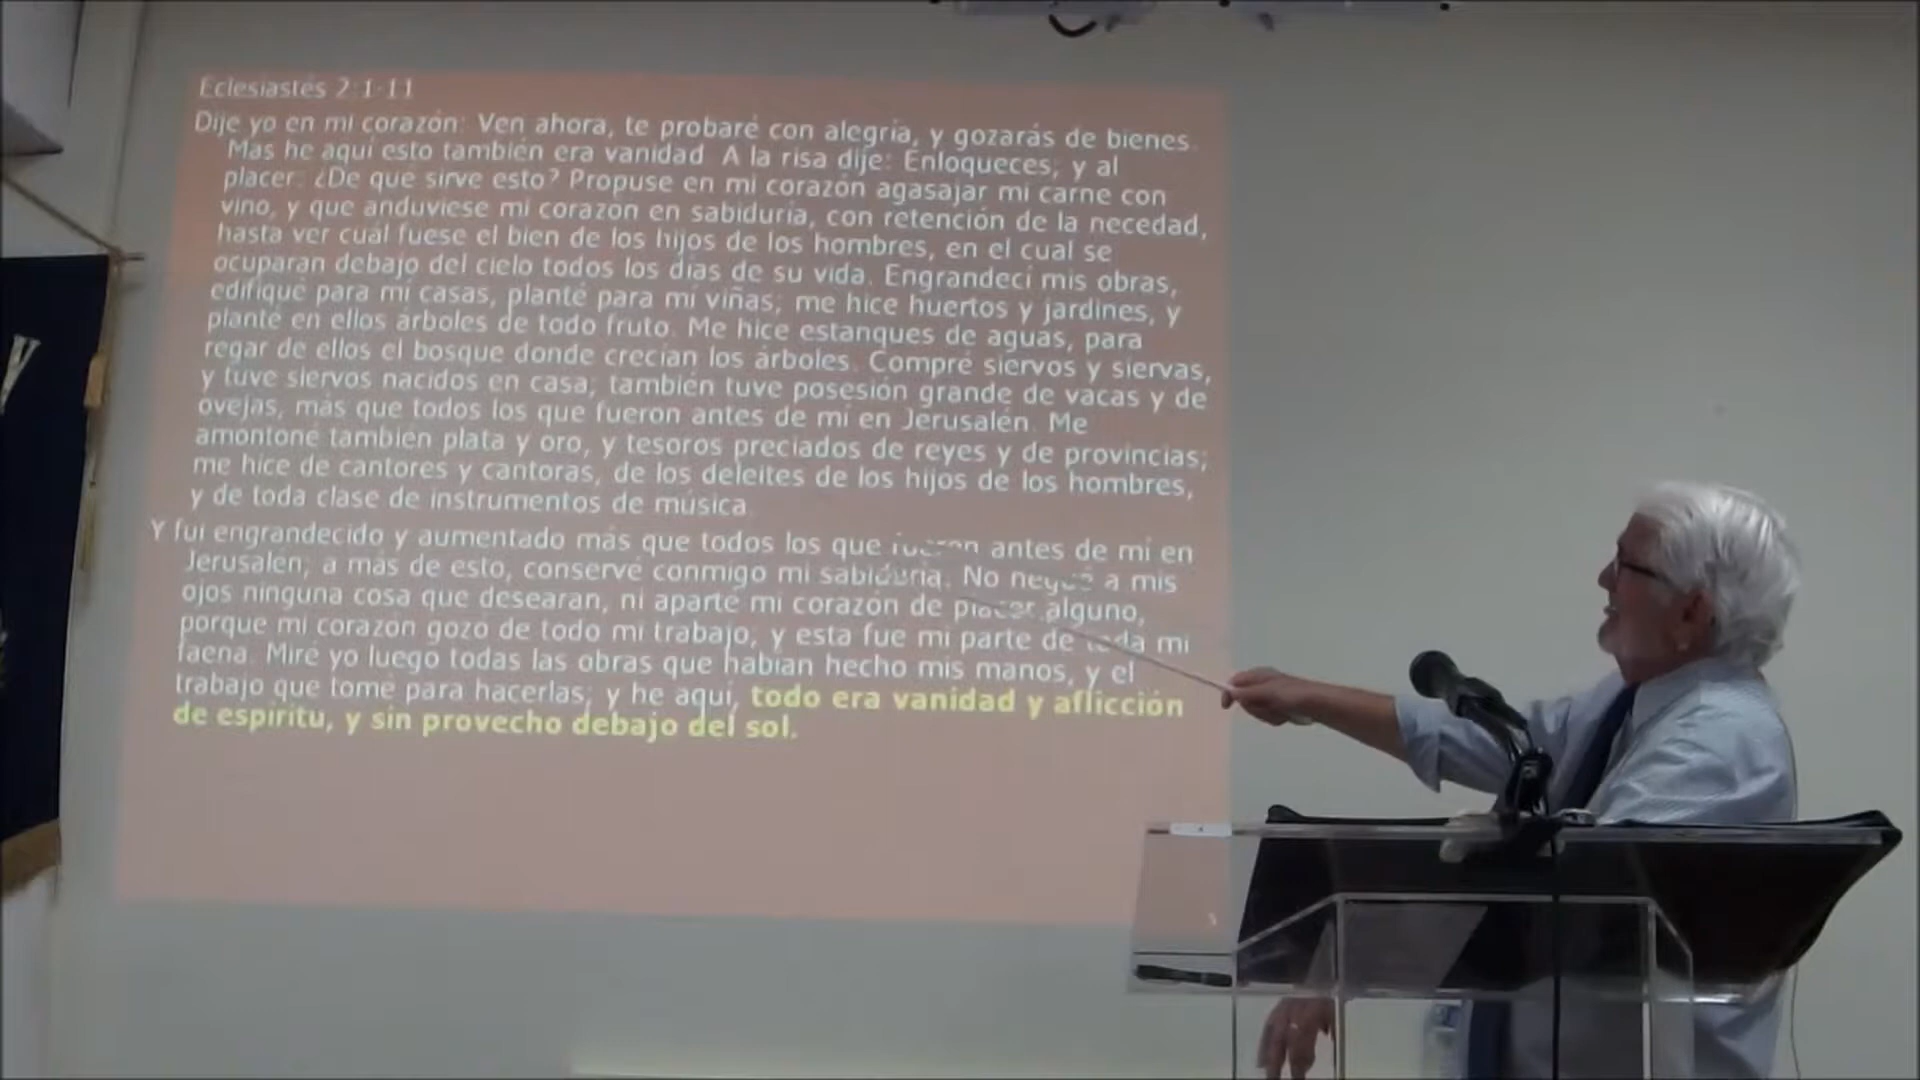 Eclesiastés 2:1-11
Dije yo en mi corazón: Ven ahora, te probaré con alegría, y gozarás de bienes.
Mas he aquí esto también era vanidad. A la risa dije: Enloqueces; y al
placer: ¿De qué sirve esto? Propuse en mi corazón agasajar mi carne con
vino, y que anduviese mi corazón en sabiduría, con retención de la necedad,
hasta ver cuál fuese el bien de los hijos de los hombres, en el cual se
ocuparan debajo del cielo todos los días de su vida. Engrandecí mis obras,
edifiqué para mí casas, planté para mí viñas; me hice huertos y jardines, y
planté en ellos árboles de todo fruto. Me hice estanques de aguas, para
regar de ellos el bosque donde crecían los árboles. Compré siervos y siervas,
y tuve siervos nacidos en casa; también tuve posesión grande de vacas y de
ovejas, más que todos los que fueron antes de mí en Jerusalén. Me
amontoné también plata y oro, y tesoros preciados de reyes y de provincias;
me hice de cantores y cantoras, de los deleites de los hijos de los hombres,
y de toda clase de instrumentos de música.
Y fui engrandecido y aumentado más que todos los que fueron antes de mí en
Jerusalén; a más de esto, conservé conmigo mi sabiduría. No negué a mis
ojos ninguna cosa que desearan, ni aparté mi corazón de placer alguno,
porque mi corazón gozó de todo mi trabajo; y esta fue mi parte de toda mi
faena. Miré yo luego todas las obras que habían hecho mis manos, y el
trabajo que tomé para hacerlas; y he aquí, todo era vanidad y aflicción
de espíritu, y sin provecho debajo del sol.